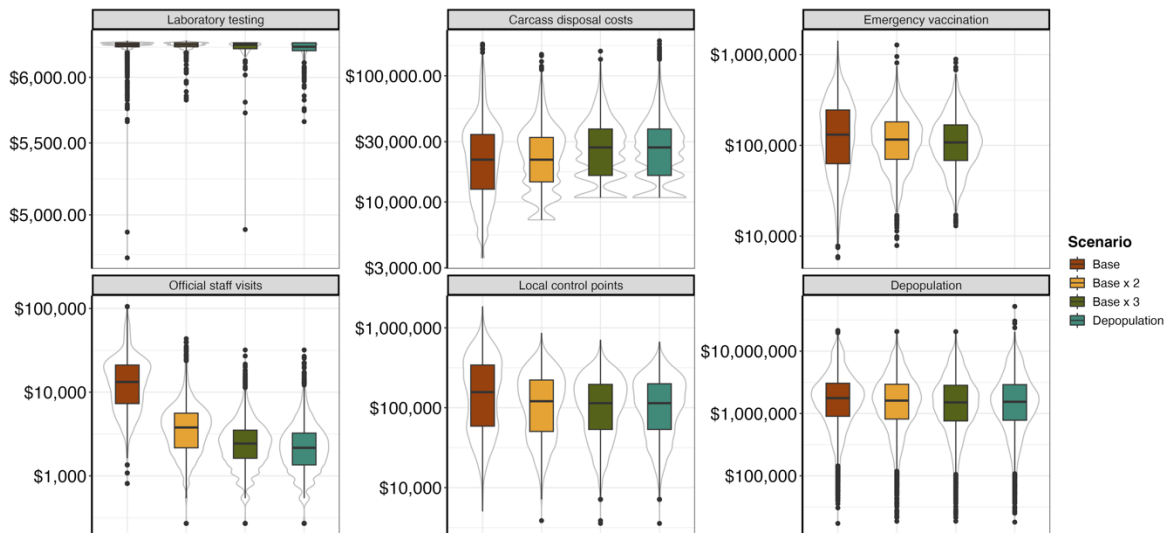 Laboratory testing
$6,000.00
$5,500.00
$5,000.00
Carcass disposal costs
$100,000.00
$30,000.00
$10,000.00
$3,000.00
Emergency vaccination
$1,000,000
$100,000
$10,000
Official staff visits
$100,000
$10,000
$1,000
Local control points
$1,000,000
$100,000
$10,000
Depopulation
$10,000,000
$1,000,000
$100,000
Scenario
Base
Base x 2
Base x 3
Depopulation